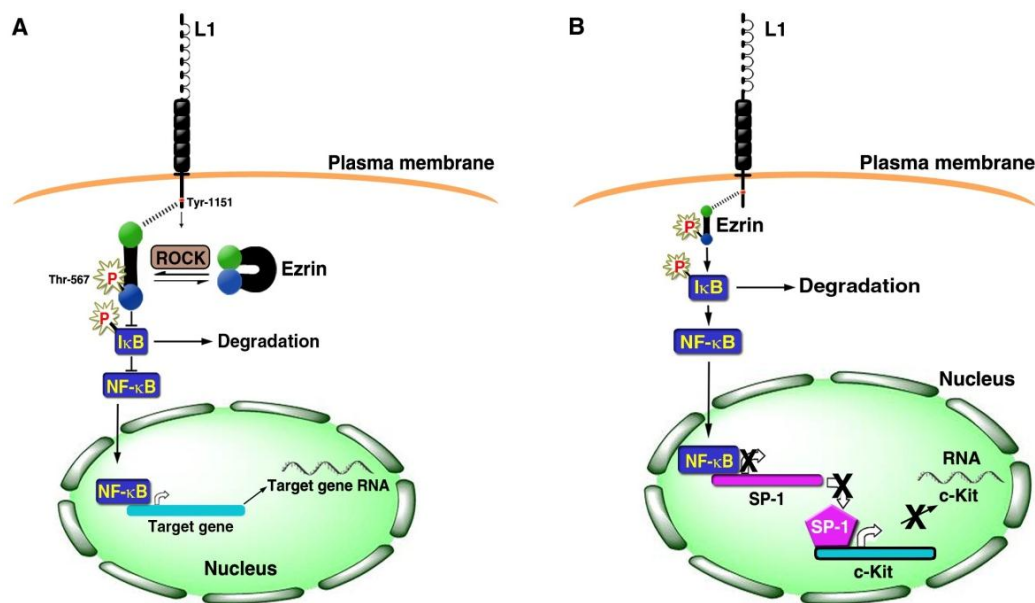 A
L1
Plasma membrane
Tyr-1151
ROCK
Ezrin
Thr-567
P
P
IκB
Degradation
NF-κB
NF-κB
Target gene RNA
Target gene
Nucleus
B
L1
Plasma membrane
P
Ezrin
P
IκB
Degradation
NF-κB
Nucleus
NF-κB
X
SP-1
X
RNA
c-Kit
X
SP-1
c-Kit